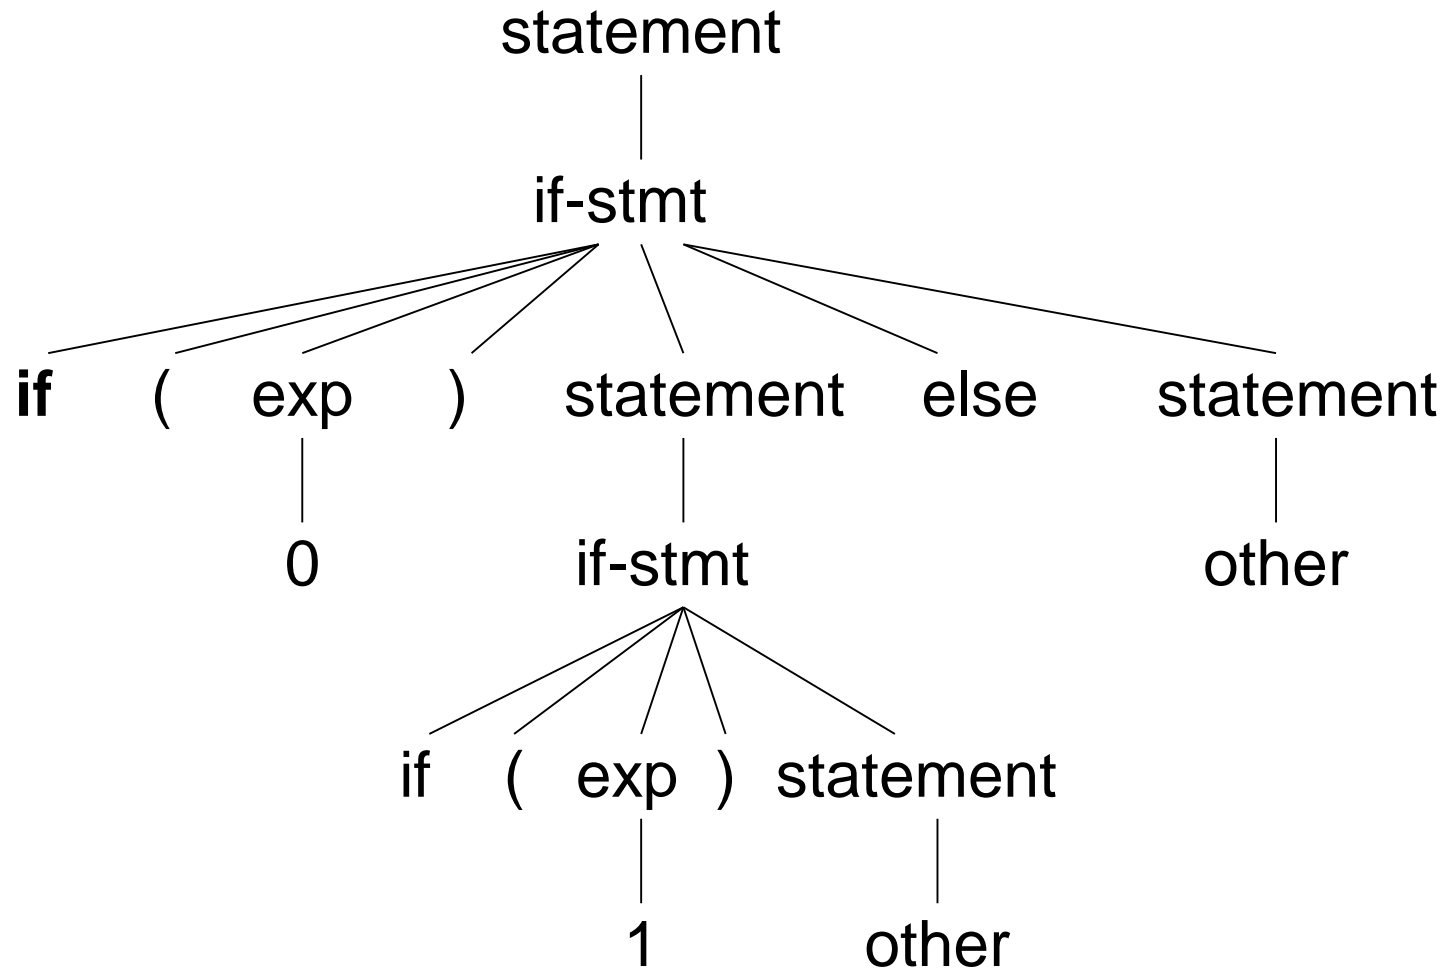 statement
if-stmt
if ( exp ) statement else statement
0 if-stmt other
if ( exp ) statement
1 other